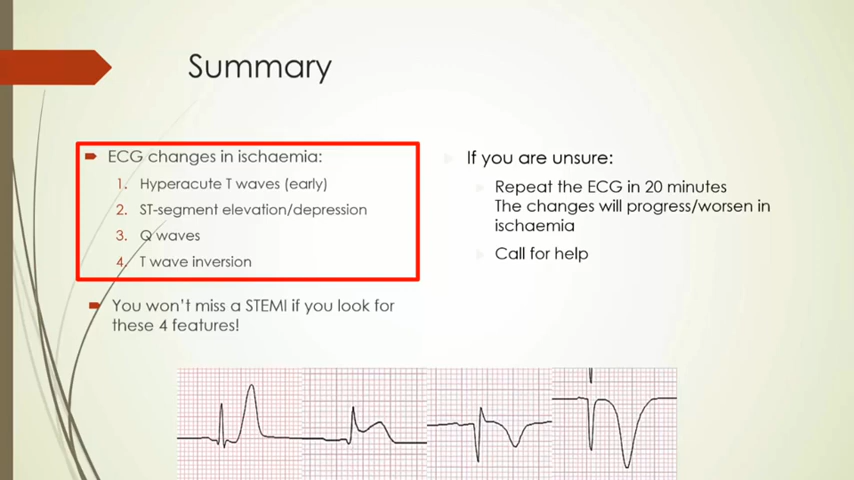 Summary
ECG changes in ischaemia:
1. Hyperacute T waves (early)
2. ST-segment elevation/depression
3. Q waves
4. T wave inversion
You won't miss a STEMI if you look for
these 4 features!
If you are unsure:
Repeat the ECG in 20 minutes
The changes will progress/worsen in
ischaemia
Call for help